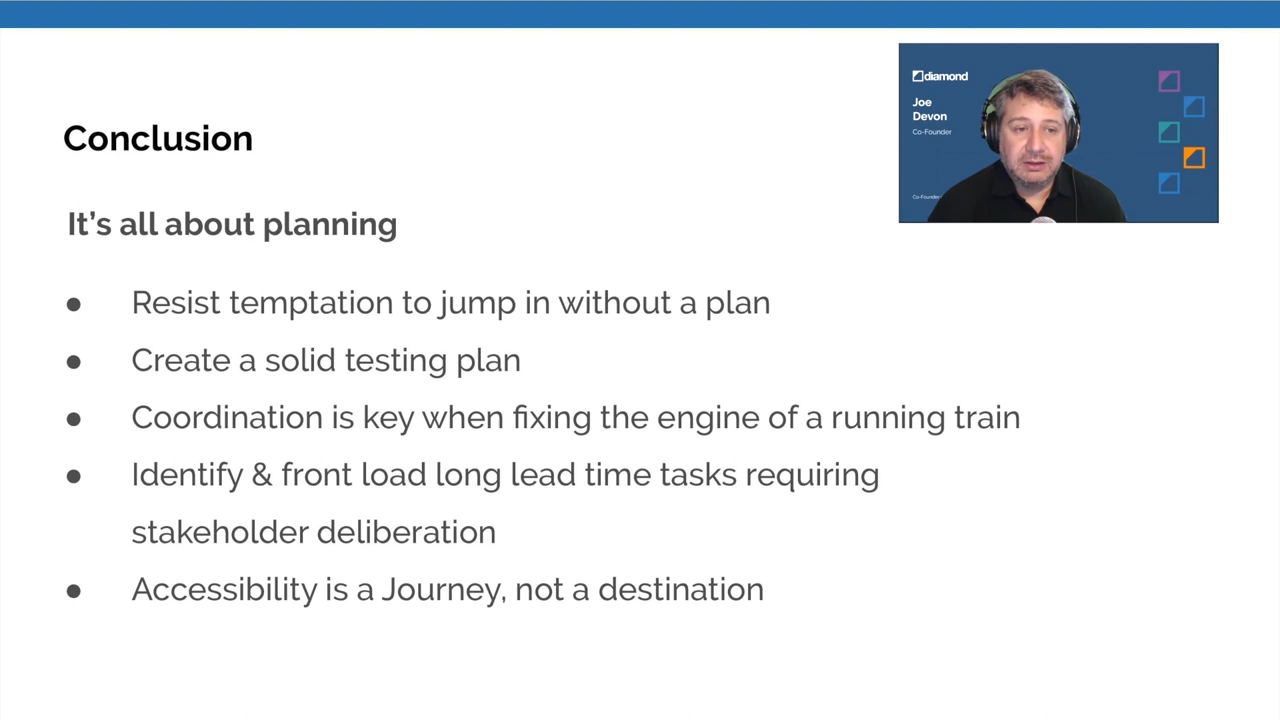 diamond
Joe
Devon
Co-Founder
Co-Founder
Conclusion
It's all about planning
● Resist temptation to jump in without a plan
● Create a solid testing plan
● Coordination is key when fixing the engine of a running train
● Identify & front load long lead time tasks requiring
stakeholder deliberation
● Accessibility is a Journey, not a destination